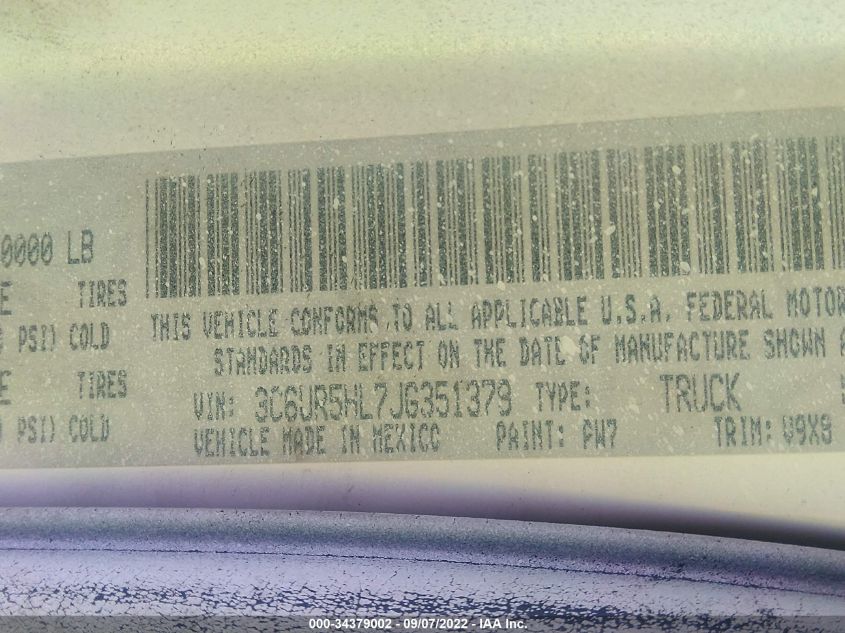 0000 LB
E TIRES
PSI) COLD
E TIRES
PSI) COLD
THIS VEHICLE CONFORMS TO ALL APPLICABLE U.S.A. FEDERAL MOTOR
STANDARDS IN EFFECT ON THE DATE OF MANUFACTURE SHOWN A
VIN: 3C6UR5HL7JG351379 TYPE: TRUCK
VEHICLE MADE IN MEXICO PAINT: PW7 TRIM: V9X9
000-34379002 - 09/07/2022 - IAA Inc.